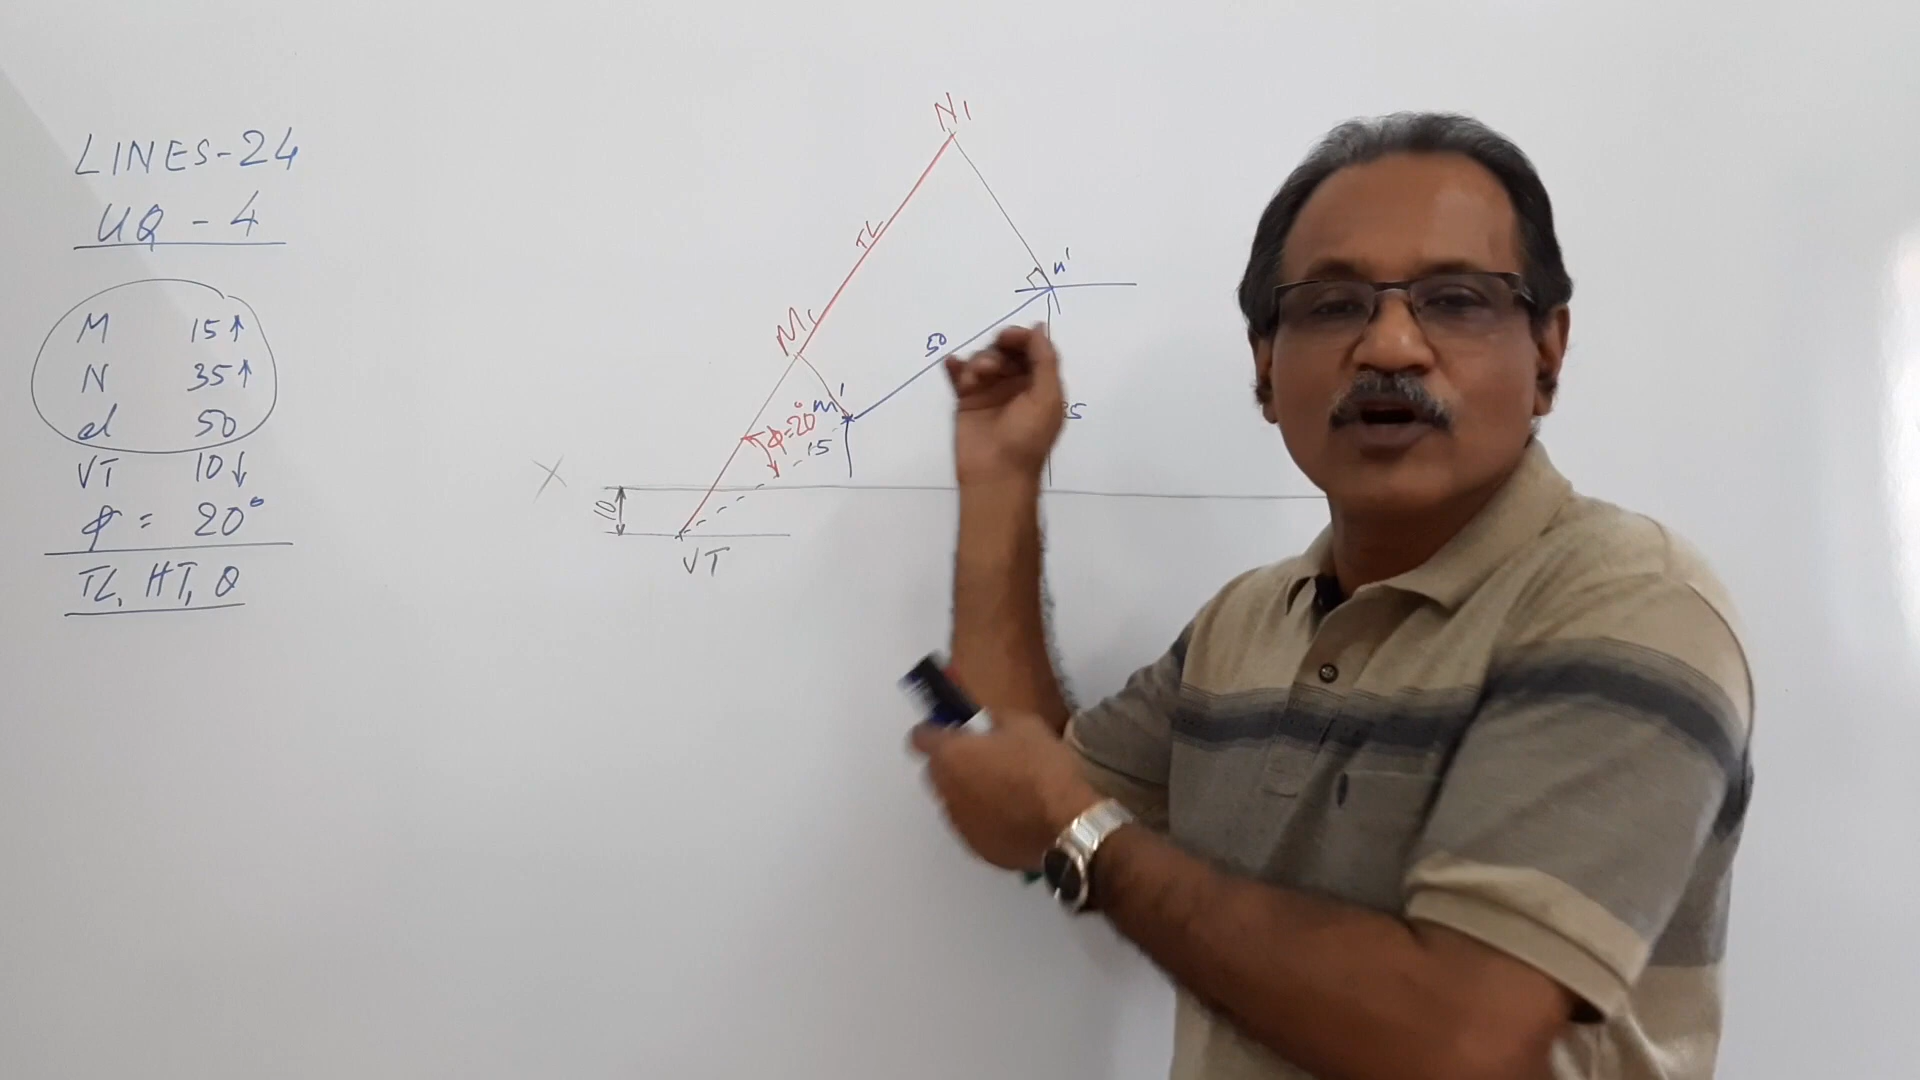 LINES-24
UQ - 4
M 15↑
N 35↑
d 50
VT 10↓
φ = 20°
TL, HT, θ
N1
TL
n'
M1
50
m'
φ=20°
15
X
10
VT